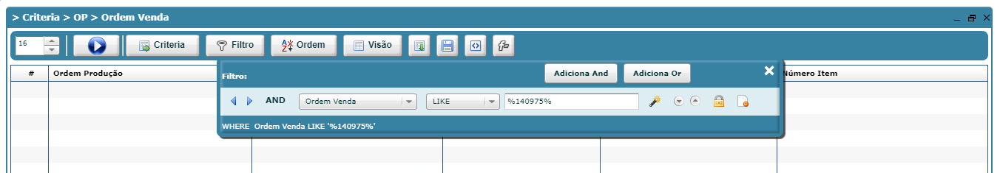 > Criteria > OP > Ordem Venda
16 Criteria Filtro Ordem Visão
# Ordem Produção Número Item
Filtro: Adiciona And Adiciona Or
AND Ordem Venda LIKE %140975%
WHERE Ordem Venda LIKE '%140975%'